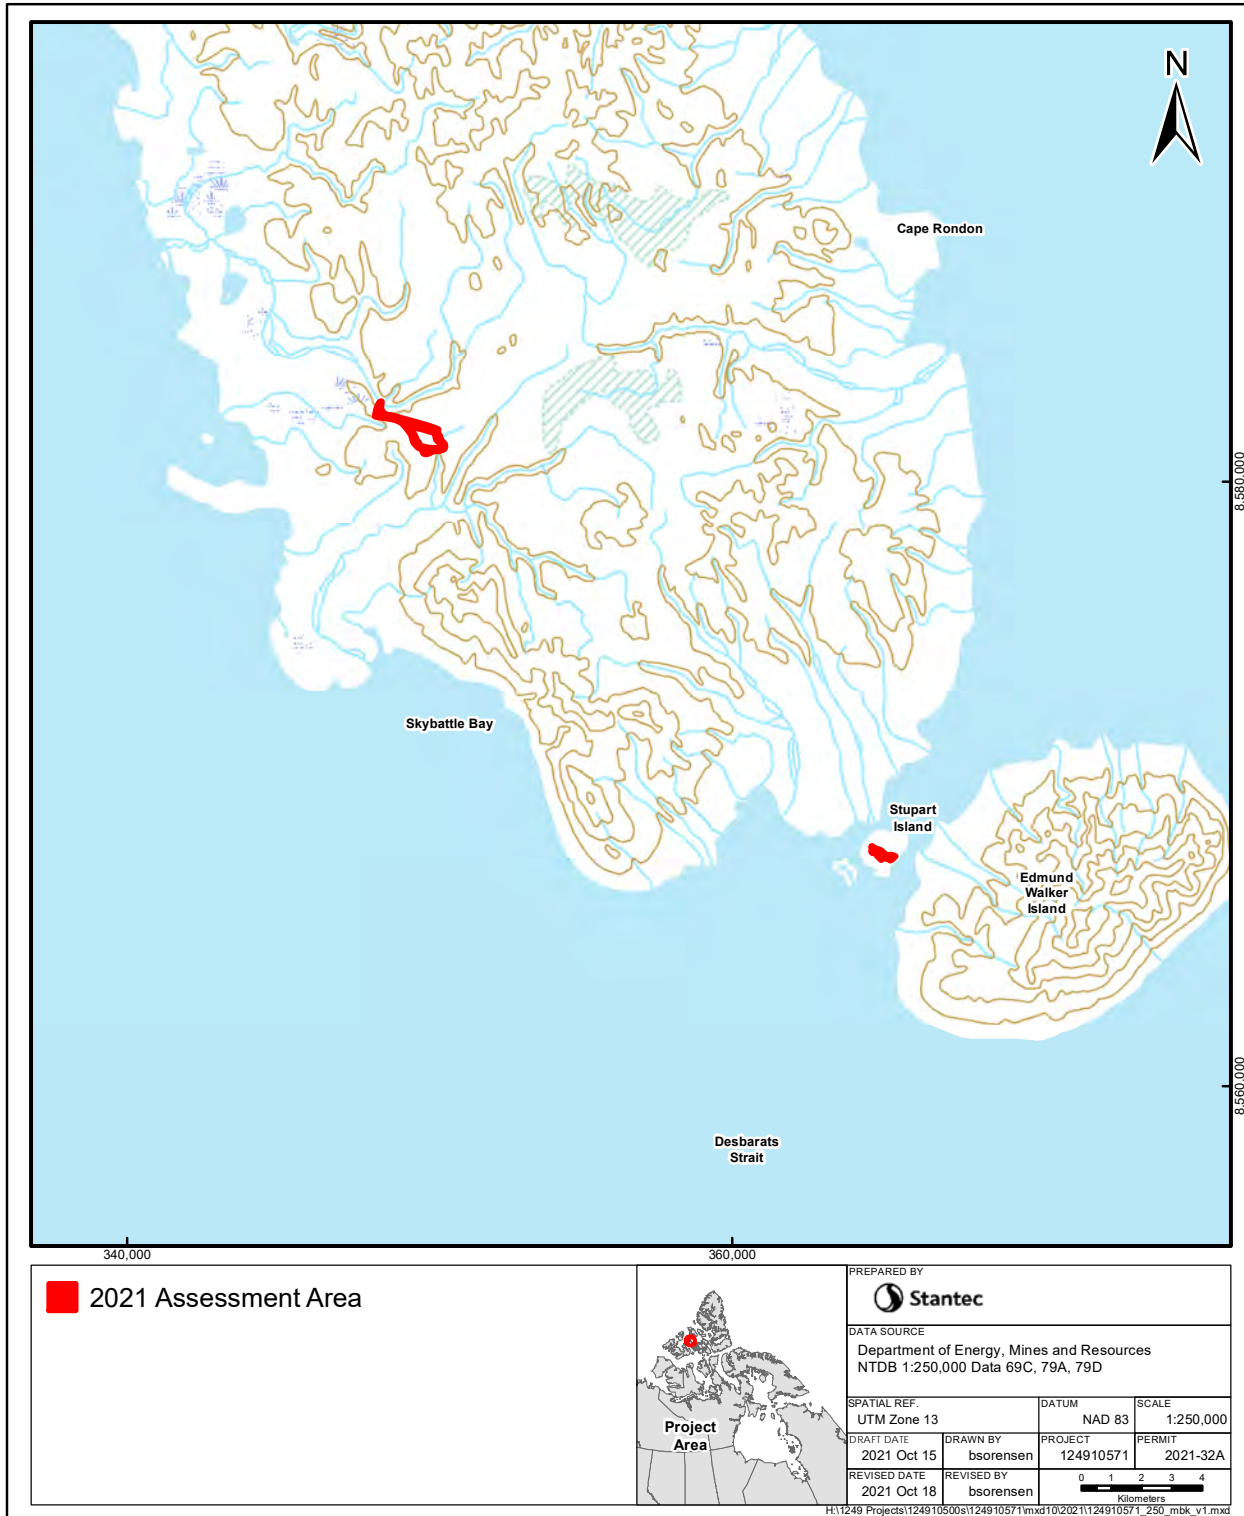 N
Cape Rondon
8,580,000
Skybattle Bay
Stupart
Island
Edmund
Walker
Island
8,560,000
Desbarats
Strait
340,000
360,000
2021 Assessment Area
Project
Area
PREPARED BY
Stantec
DATA SOURCE
Department of Energy, Mines and Resources
NTDB 1:250,000 Data 69C, 79A, 79D
SPATIAL REF.
UTM Zone 13
DATUM
NAD 83
SCALE
1:250,000
DRAFT DATE
2021 Oct 15
DRAWN BY
bsorensen
PROJECT
124910571
PERMIT
2021-32A
REVISED DATE
2021 Oct 18
REVISED BY
bsorensen
0 1 2 3 4
Kilometers
H:\1249 Projects\124910500s\124910571\mxd10\2021\124910571_250_mbk_v1.mxd